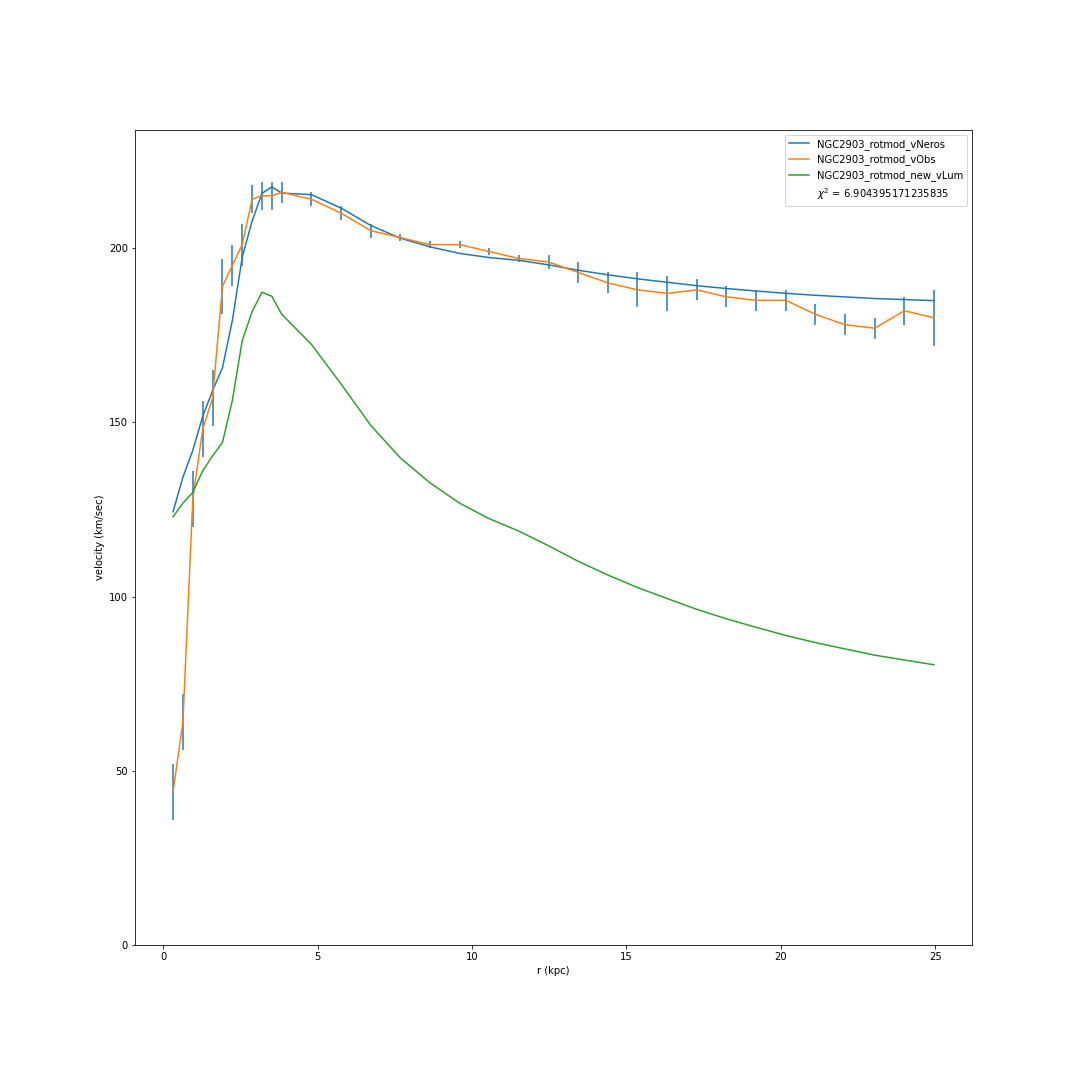 NGC2903_rotmod_vNeros
NGC2903_rotmod_vObs
NGC2903_rotmod_new_vLum
χ² = 6.904395171235835
velocity (km/sec)
200
150
100
50
0
0 5 10 15 20 25
r (kpc)